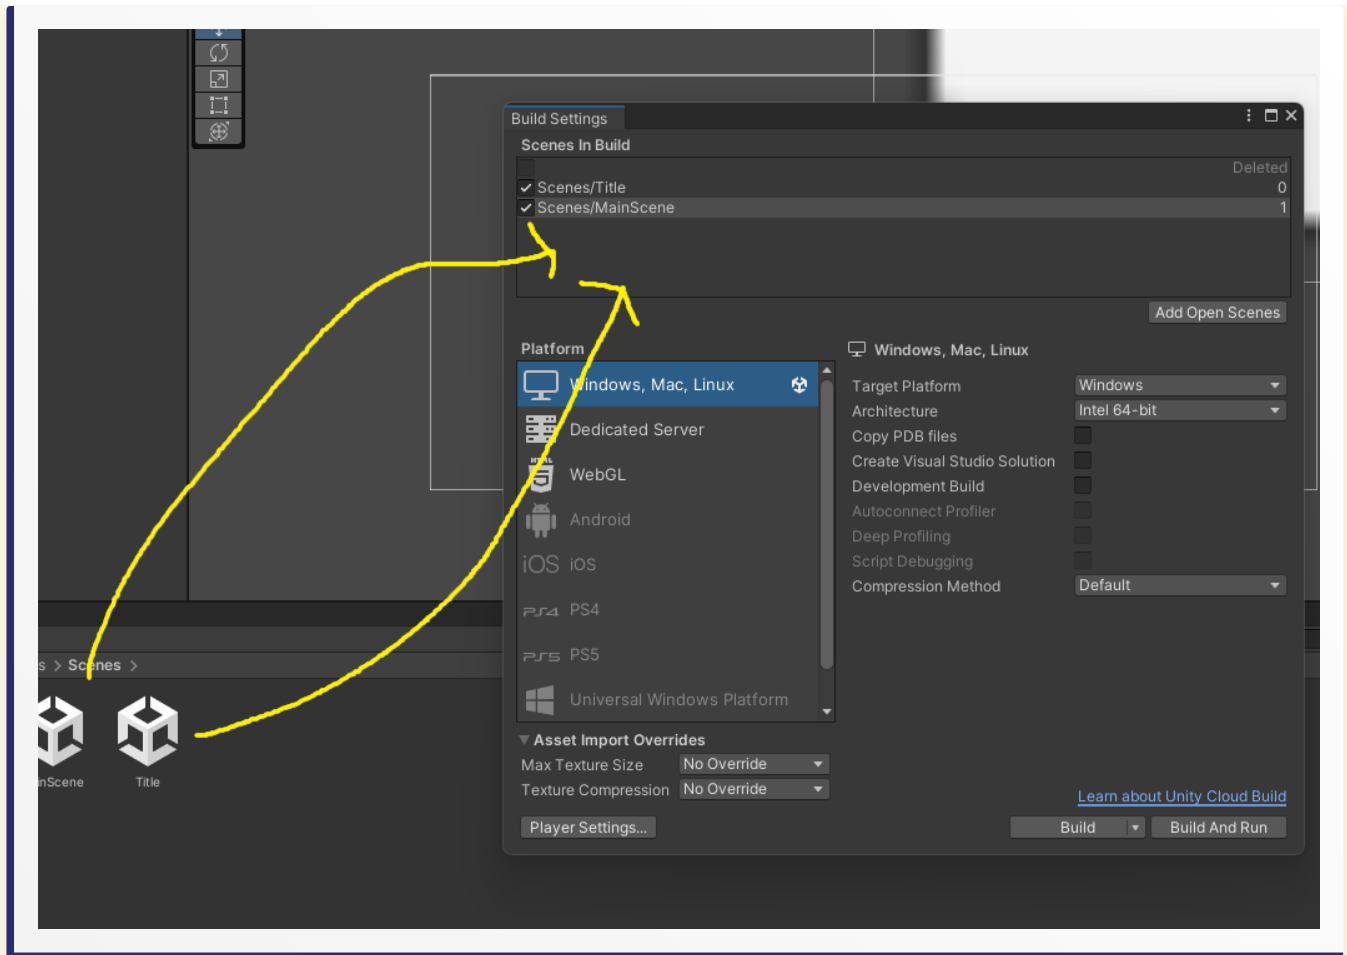 Build Settings
Scenes In Build
Deleted
Scenes/Title 0
Scenes/MainScene 1
Add Open Scenes
Platform
Windows, Mac, Linux
Dedicated Server
HTML 5 WebGL
Android
iOS iOS
PS4 PS4
PS5 PS5
Universal Windows Platform
Windows, Mac, Linux
Target Platform Windows
Architecture Intel 64-bit
Copy PDB files
Create Visual Studio Solution
Development Build
Autoconnect Profiler
Deep Profiling
Script Debugging
Compression Method Default
s > Scenes >
inScene
Title
Asset Import Overrides
Max Texture Size No Override
Texture Compression No Override
Learn about Unity Cloud Build
Player Settings...
Build
Build And Run